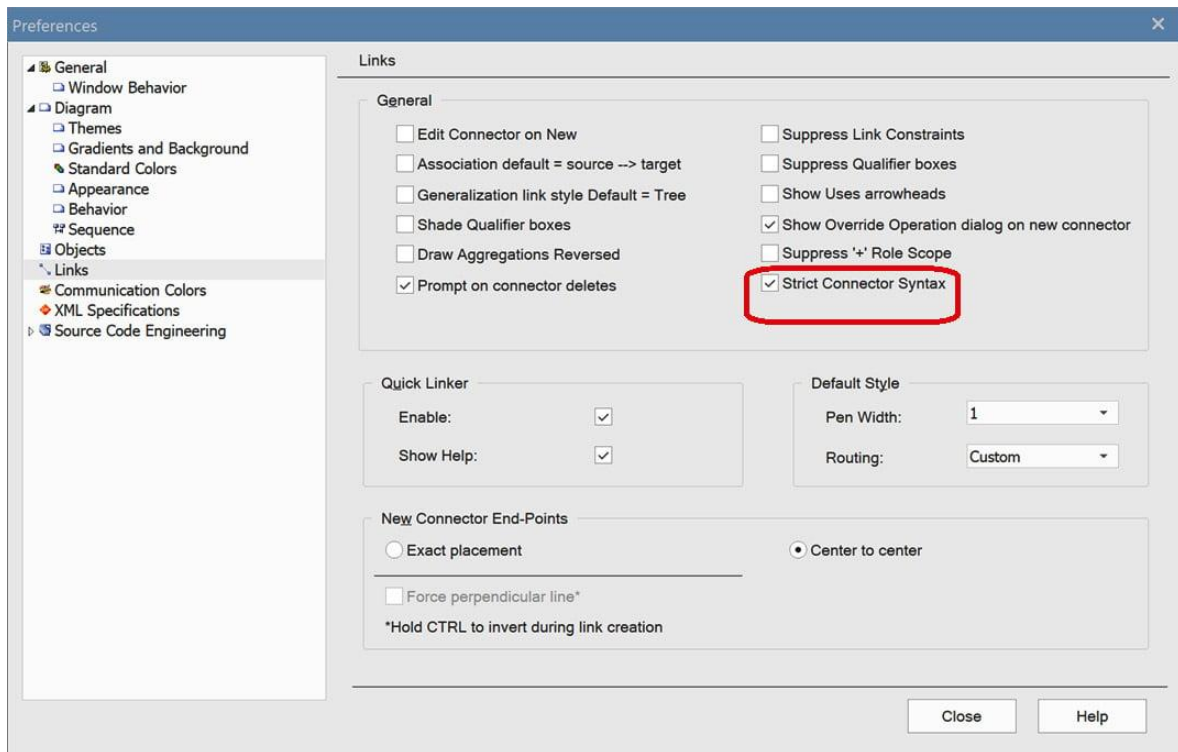 Preferences
General
Window Behavior
Diagram
Themes
Gradients and Background
Standard Colors
Appearance
Behavior
Sequence
Objects
Links
Communication Colors
XML Specifications
Source Code Engineering
Links
General
Edit Connector on New
Association default = source --> target
Generalization link style Default = Tree
Shade Qualifier boxes
Draw Aggregations Reversed
Prompt on connector deletes
Suppress Link Constraints
Suppress Qualifier boxes
Show Uses arrowheads
Show Override Operation dialog on new connector
Suppress '+' Role Scope
Strict Connector Syntax
Quick Linker
Enable:
Show Help:
Default Style
Pen Width: 1
Routing: Custom
New Connector End-Points
Exact placement
Center to center
Force perpendicular line*
*Hold CTRL to invert during link creation
Close
Help